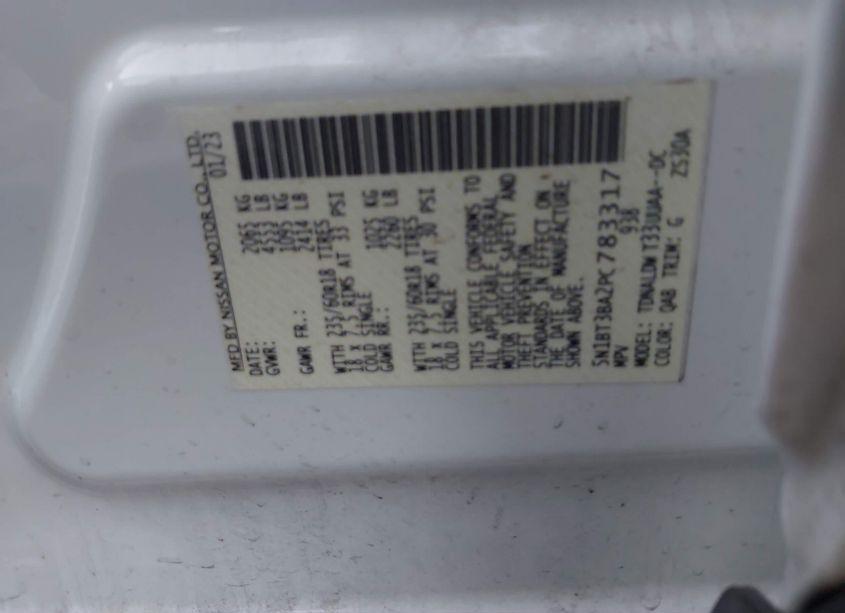 MFD BY NISSAN MOTOR CO., LTD.
DATE: 01/23
GVWR: 2065 KG
4553 LB
1095 KG
GAWR FR.: 2414 LB
WITH 235/60R18 TIRES
18 X 7.5 RIMS AT 33 PSI
COLD SINGLE
1025 KG
GAWR RR.: 2260 LB
WITH 235/60R18 TIRES
18 X 7.5 RIMS AT 30 PSI
COLD SINGLE
THIS VEHICLE CONFORMS TO
ALL APPLICABLE FEDERAL
MOTOR VEHICLE SAFETY AND
THEFT PREVENTION
STANDARDS IN EFFECT ON
THE DATE OF MANUFACTURE
SHOWN ABOVE.
5N1BT3BA2PC783317
MPV 938
MODEL: TDNALDW T33UUAA--DC
COLOR: QAB TRIM: G ZS30A